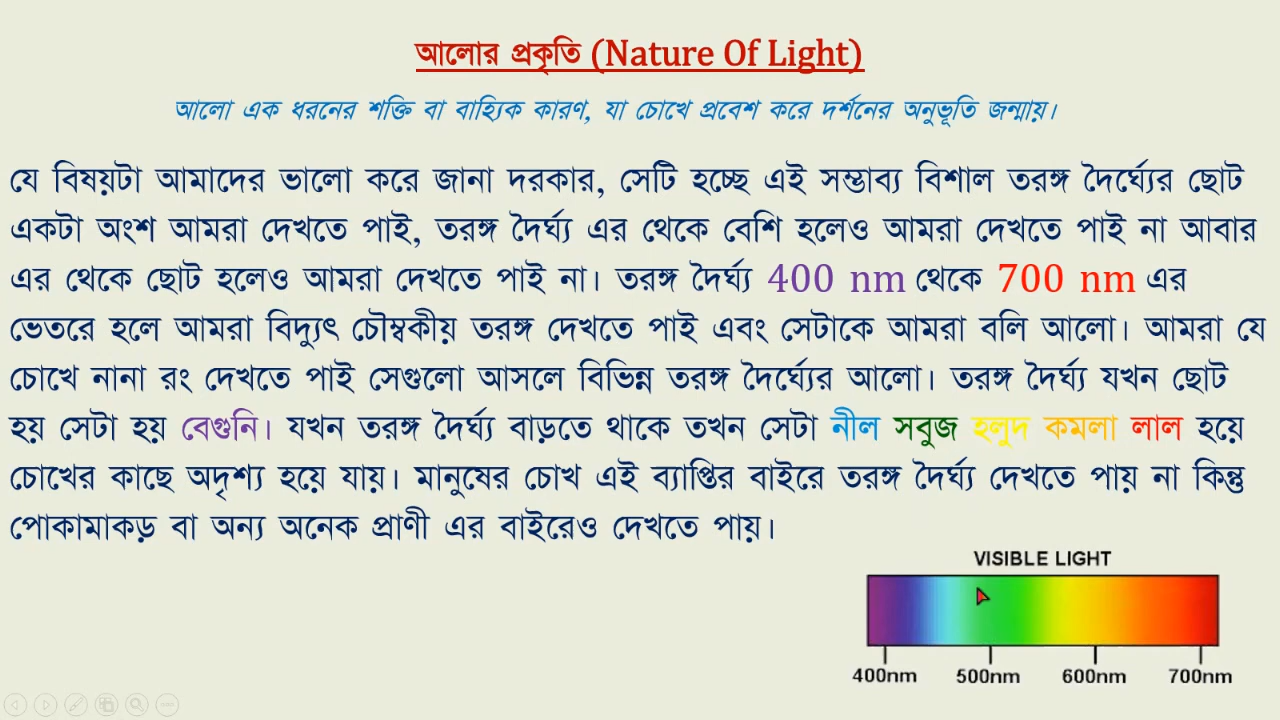 আলোর প্রকৃতি (Nature Of Light)
আলো এক ধরনের শক্তি বা বাহ্যিক কারণ, যা চোখে প্রবেশ করে দর্শনের অনুভূতি জন্মায়।
যে বিষয়টা আমাদের ভালো করে জানা দরকার, সেটি হচ্ছে এই সম্ভাব্য বিশাল তরঙ্গ দৈর্ঘ্যের ছোট
একটা অংশ আমরা দেখতে পাই, তরঙ্গ দৈর্ঘ্য এর থেকে বেশি হলেও আমরা দেখতে পাই না আবার
এর থেকে ছোট হলেও আমরা দেখতে পাই না। তরঙ্গ দৈর্ঘ্য 400 nm থেকে 700 nm এর
ভেতরে হলে আমরা বিদ্যুৎ চৌম্বকীয় তরঙ্গ দেখতে পাই এবং সেটাকে আমরা বলি আলো। আমরা যে
চোখে নানা রং দেখতে পাই সেগুলো আসলে বিভিন্ন তরঙ্গ দৈর্ঘ্যের আলো। তরঙ্গ দৈর্ঘ্য যখন ছোট
হয় সেটা হয় বেগুনি। যখন তরঙ্গ দৈর্ঘ্য বাড়তে থাকে তখন সেটা নীল সবুজ হলুদ কমলা লাল হয়ে
চোখের কাছে অদৃশ্য হয়ে যায়। মানুষের চোখ এই ব্যাপ্তির বাইরে তরঙ্গ দৈর্ঘ্য দেখতে পায় না কিন্তু
পোকামাকড় বা অন্য অনেক প্রাণী এর বাইরেও দেখতে পায়।
VISIBLE LIGHT
400nm 500nm 600nm 700nm